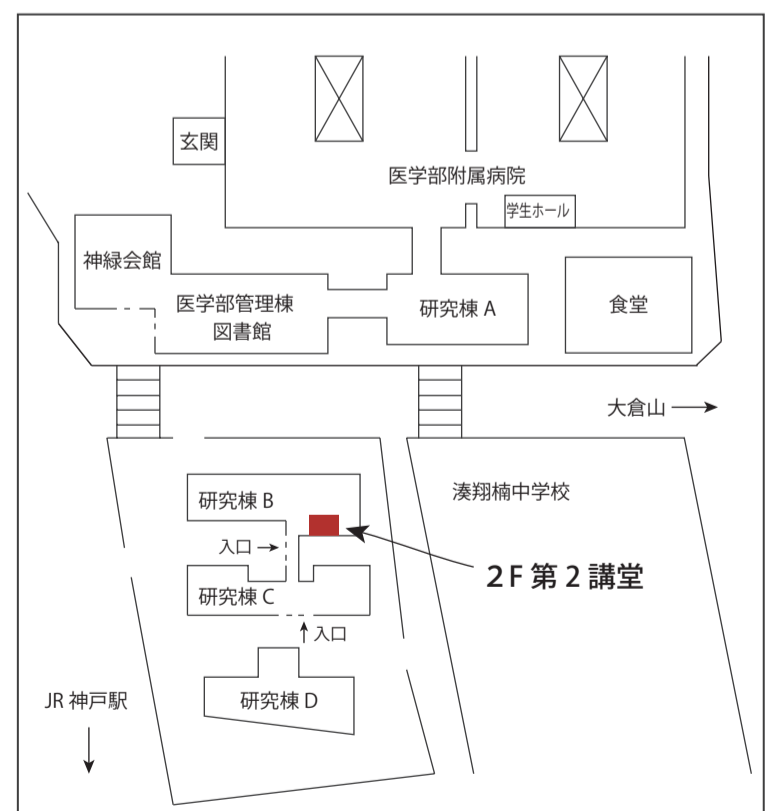 玄関
医学部附属病院
学生ホール
神緑会館
医学部管理棟
図書館
研究棟 A
食堂
大倉山
研究棟 B
湊翔楠中学校
入口
2F 第 2 講堂
研究棟 C
入口
JR 神戸駅
研究棟 D